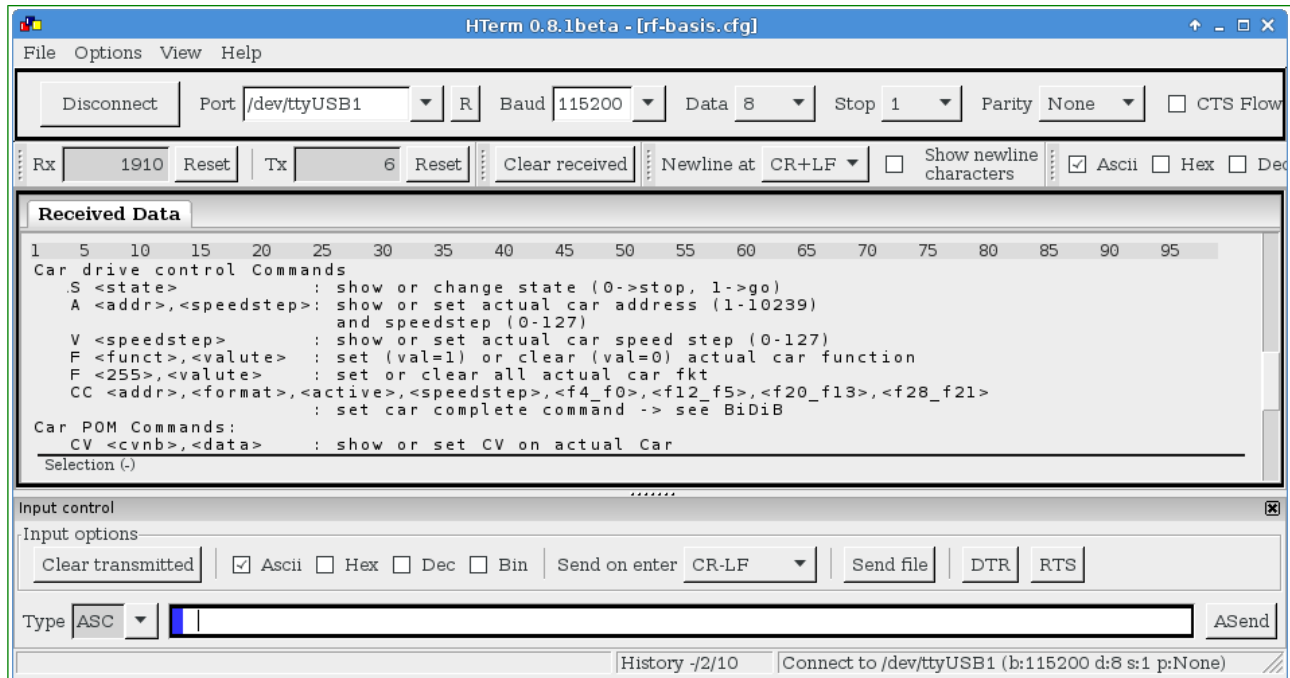 HTerm 0.8.1beta - [rf-basis.cfg]
File Options View Help
Disconnect Port /dev/ttyUSB1 R Baud 115200 Data 8 Stop 1 Parity None CTS Flow
Rx 1910 Reset Tx 6 Reset Clear received Newline at CR+LF Show newline characters Ascii Hex Dec
Received Data
1 5 10 15 20 25 30 35 40 45 50 55 60 65 70 75 80 85 90 95
Car drive control Commands
.S <state> : show or change state (0->stop, 1->go)
A <addr>,<speedstep>: show or set actual car address (1-10239)
and speedstep (0-127)
V <speedstep> : show or set actual car speed step (0-127)
F <funct>,<valute> : set (val=1) or clear (val=0) actual car function
F <255>,<valute> : set or clear all actual car fkt
CC <addr>,<format>,<active>,<speedstep>,<f4_f0>,<f12_f5>,<f20_f13>,<f28_f21>
: set car complete command -> see BiDiB
Car POM Commands:
CV <cvnb>,<data> : show or set CV on actual Car
Selection (-)
Input control
Input options
Clear transmitted Ascii Hex Dec Bin Send on enter CR-LF Send file DTR RTS
Type ASC ASend
History -/2/10 Connect to /dev/ttyUSB1 (b:115200 d:8 s:1 p:None)